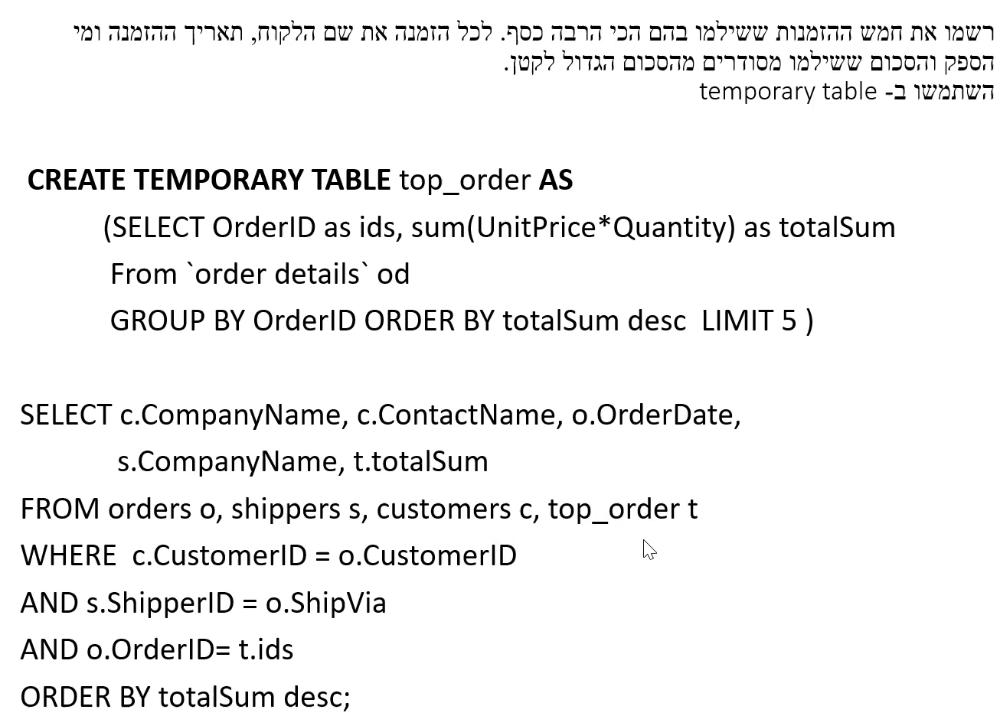 רשמו את חמש ההזמנות ששילמו בהם הכי הרבה כסף. לכל הזמנה את שם הלקוח, תאריך ההזמנה ומי
הספק והסכום ששילמו מסודרים מהסכום הגדול לקטן.
השתמשו ב- temporary table
CREATE TEMPORARY TABLE top_order AS
(SELECT OrderID as ids, sum(UnitPrice*Quantity) as totalSum
From `order details` od
GROUP BY OrderID ORDER BY totalSum desc  LIMIT 5 )
SELECT c.CompanyName, c.ContactName, o.OrderDate,
s.CompanyName, t.totalSum
FROM orders o, shippers s, customers c, top_order t
WHERE  c.CustomerID = o.CustomerID
AND s.ShipperID = o.ShipVia
AND o.OrderID= t.ids
ORDER BY totalSum desc;